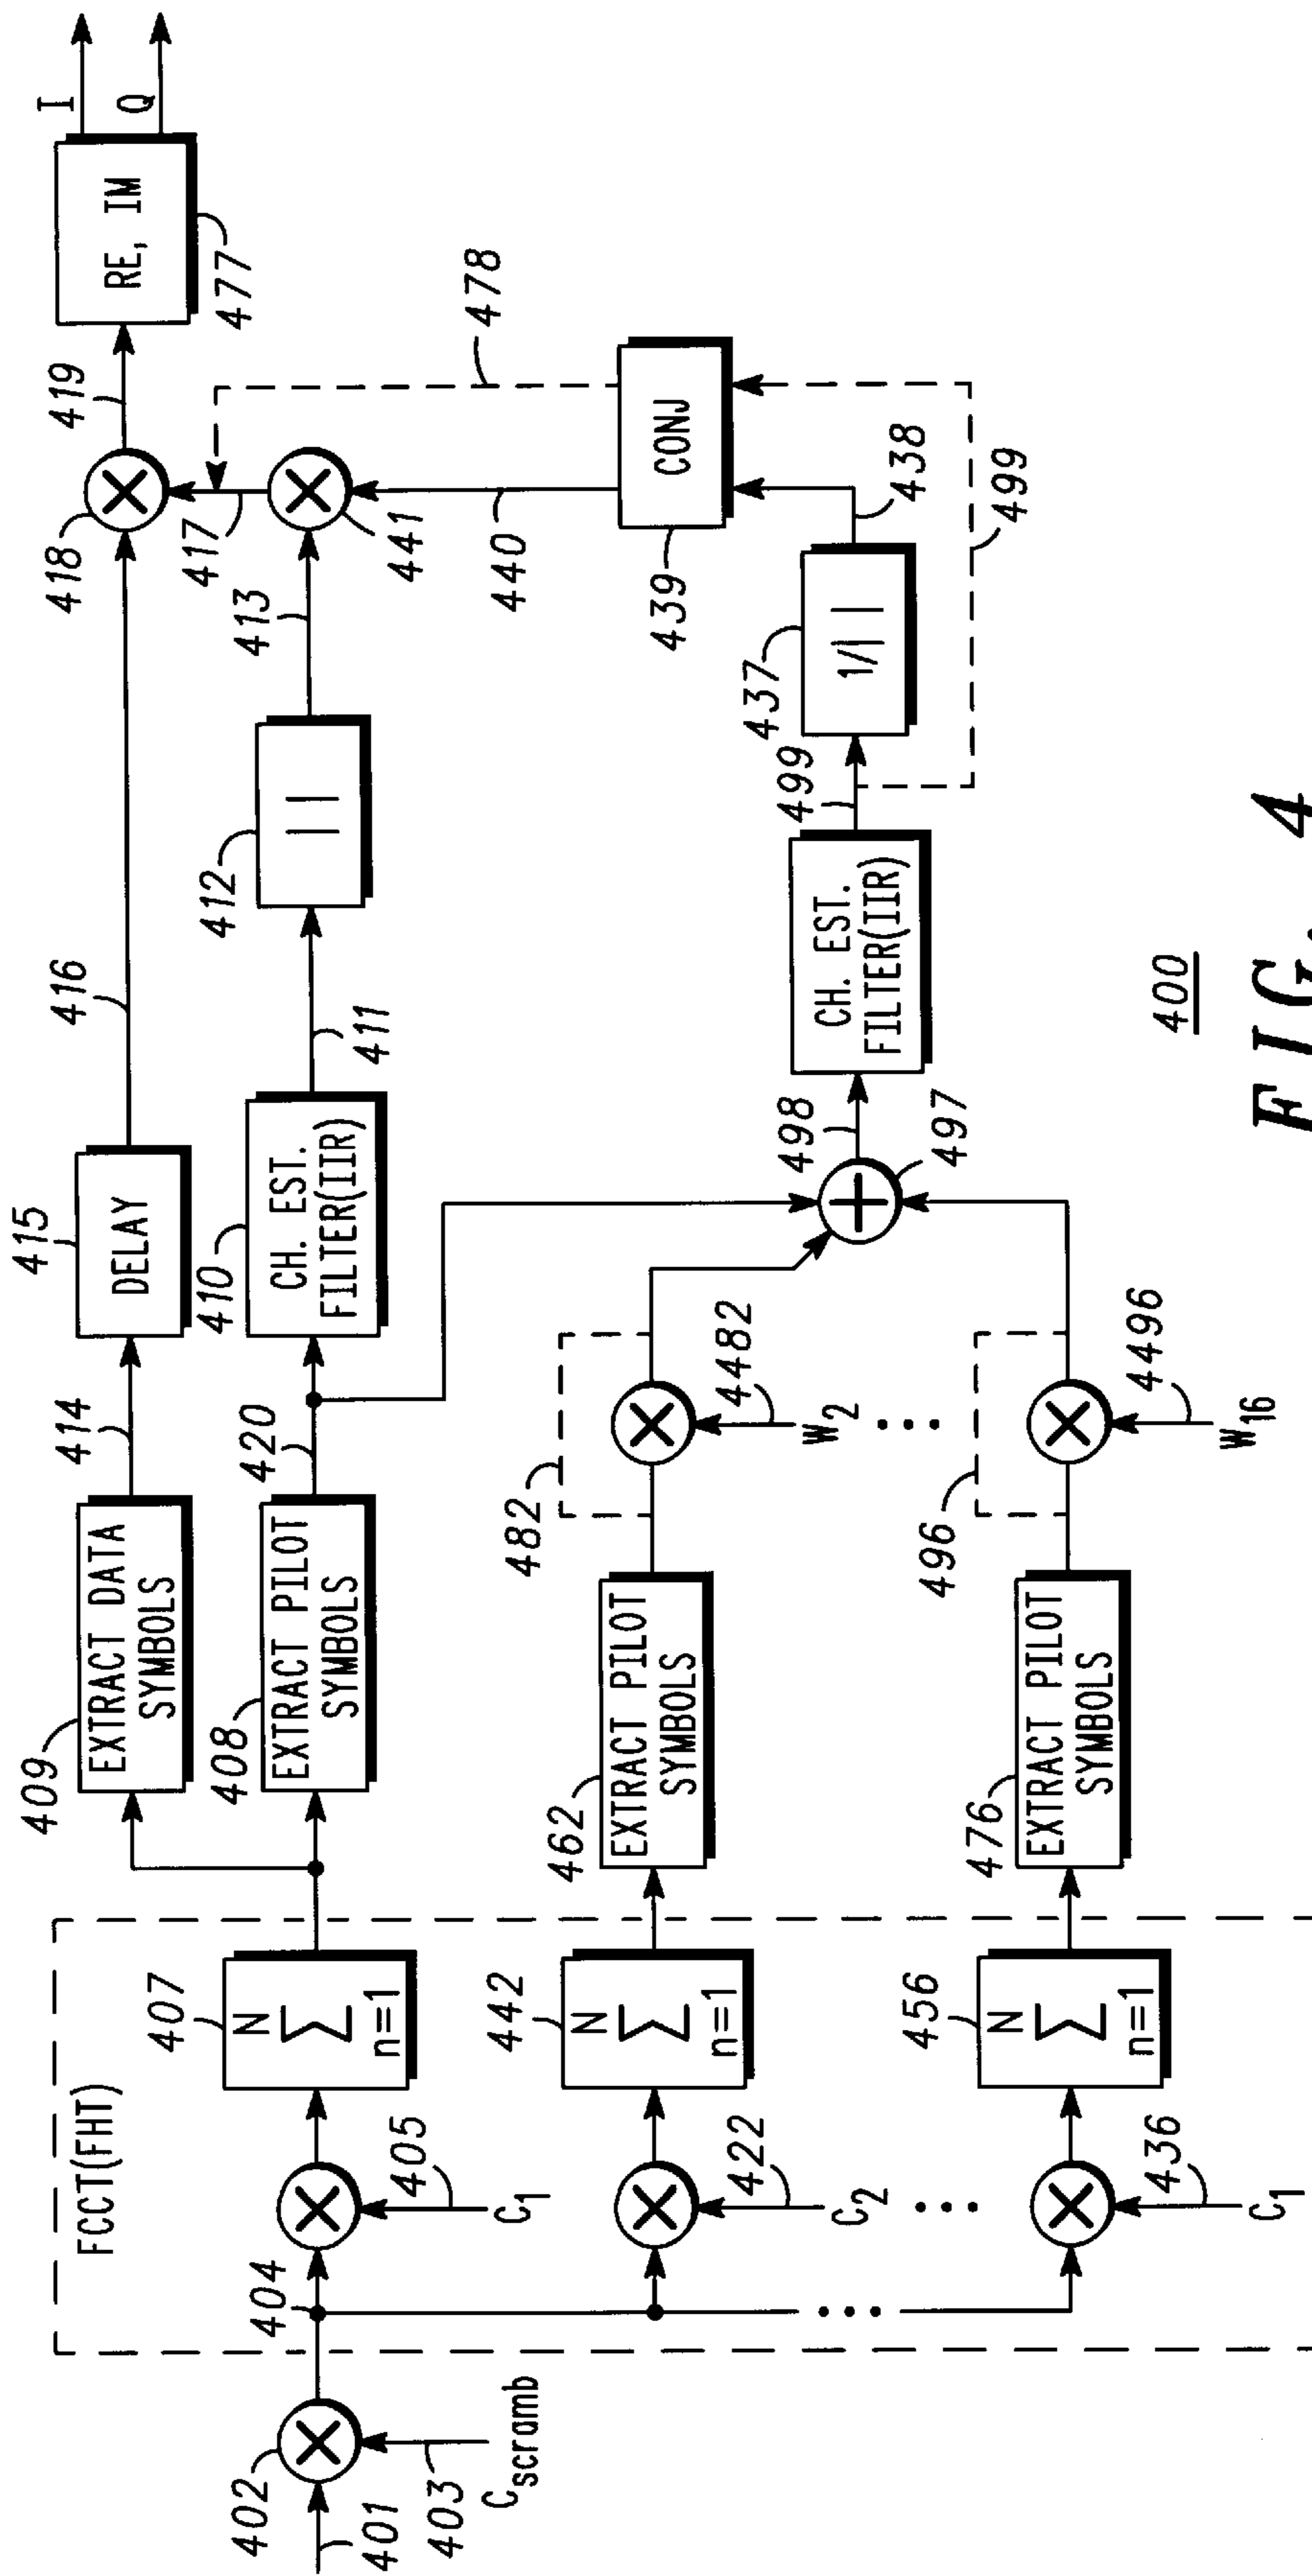 FCCT(FHT)
401
402
403
Cscramb
404
405
C1
407
N
Σ
n=1
409
EXTRACT DATA
SYMBOLS
414
415
DELAY
416
418
419
RE, IM
477
I
Q
408
EXTRACT PILOT
SYMBOLS
420
410
CH. EST.
FILTER(IIR)
411
412
| |
413
417
441
478
440
422
C2
442
N
Σ
n=1
462
EXTRACT PILOT
SYMBOLS
482
4482
W2
439
CONJ
436
C1
456
N
Σ
n=1
476
EXTRACT PILOT
SYMBOLS
496
4496
W16
497
498
CH. EST.
FILTER(IIR)
499
437
1/| |
438
499
400
FIG. 4